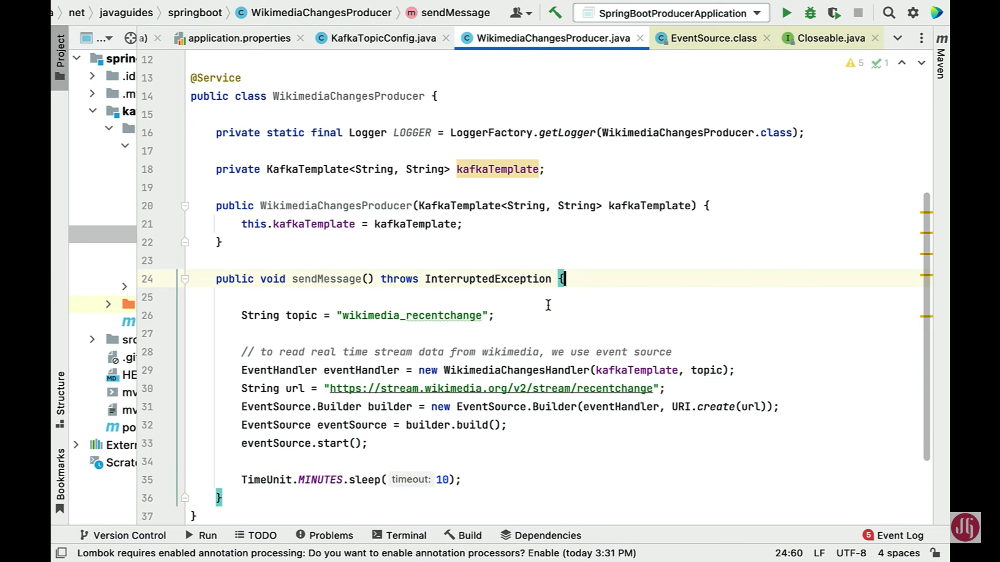 a net javaguides springboot C WikimediaChangesProducer m sendMessage SpringBootProducerApplication
... a) application.properties C KafkaTopicConfig.java C WikimediaChangesProducer.java C EventSource.class I Closeable.java m
Project
Maven
sprin
.id
.m
ka
m
src
.gi
HE
mv
mv
m po
Extern
Scratc
Structure
Bookmarks
5 1
12
13 @Service
14 public class WikimediaChangesProducer {
15
16 private static final Logger LOGGER = LoggerFactory.getLogger(WikimediaChangesProducer.class);
17
18 private KafkaTemplate<String, String> kafkaTemplate;
19
20 public WikimediaChangesProducer(KafkaTemplate<String, String> kafkaTemplate) {
21 this.kafkaTemplate = kafkaTemplate;
22 }
23
24 public void sendMessage() throws InterruptedException {
25
26 String topic = "wikimedia_recentchange";
27
28 // to read real time stream data from wikimedia, we use event source
29 EventHandler eventHandler = new WikimediaChangesHandler(kafkaTemplate, topic);
30 String url = "https://stream.wikimedia.org/v2/stream/recentchange";
31 EventSource.Builder builder = new EventSource.Builder(eventHandler, URI.create(url));
32 EventSource eventSource = builder.build();
33 eventSource.start();
34
35 TimeUnit.MINUTES.sleep( timeout: 10);
36 }
37 }
Version Control Run TODO Problems Terminal Build Dependencies 5 Event Log
Lombok requires enabled annotation processing: Do you want to enable annotation processors? Enable (today 3:31 PM) 24:60 LF UTF-8 4 spaces
JG